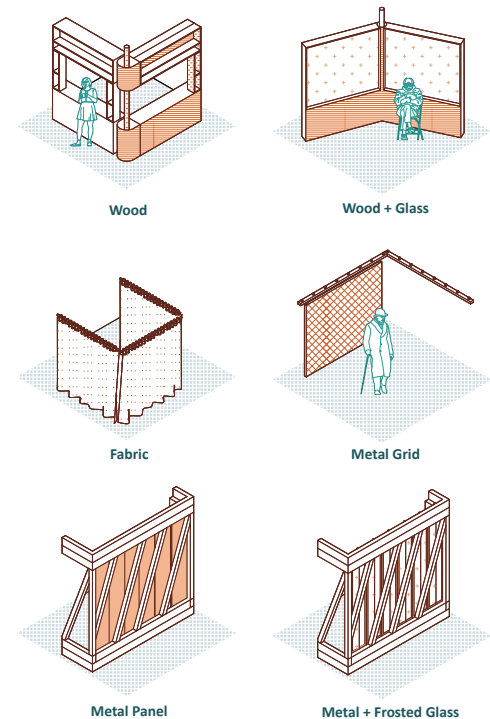 Wood
Wood + Glass
Fabric
Metal Grid
Metal Panel
Metal + Frosted Glass